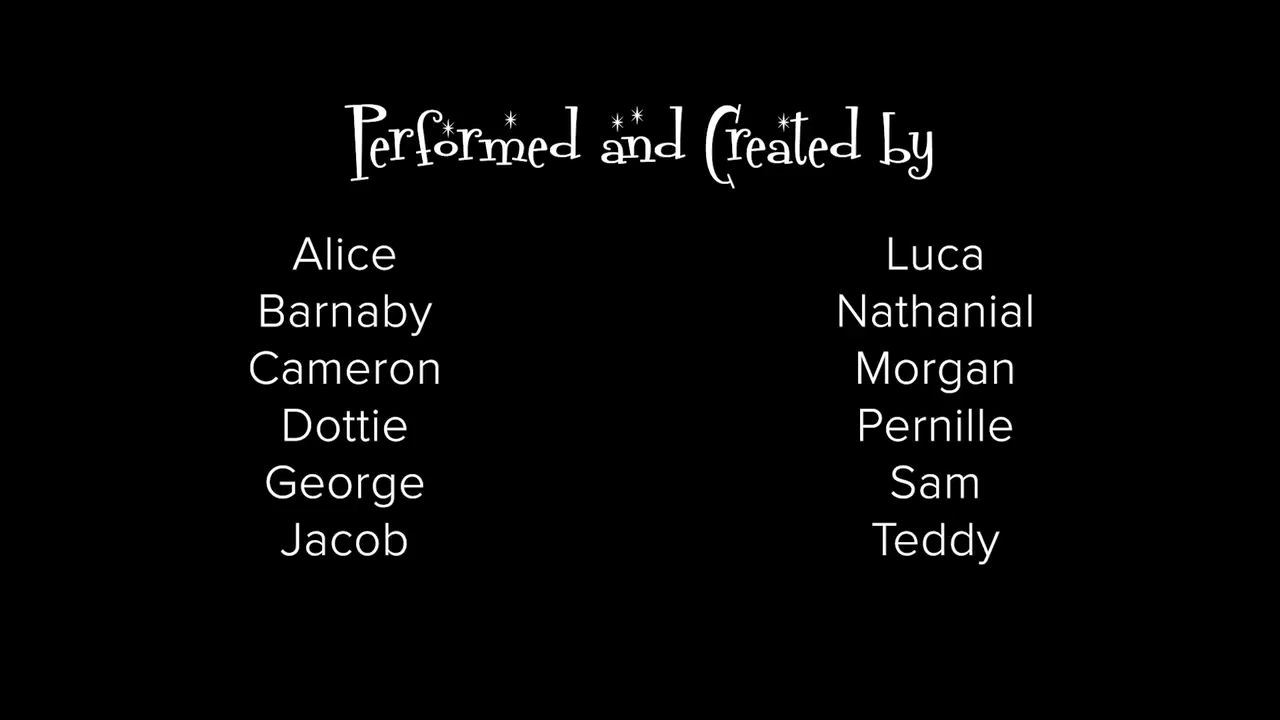 Performed and Created by
Alice
Barnaby
Cameron
Dottie
George
Jacob
Luca
Nathanial
Morgan
Pernille
Sam
Teddy